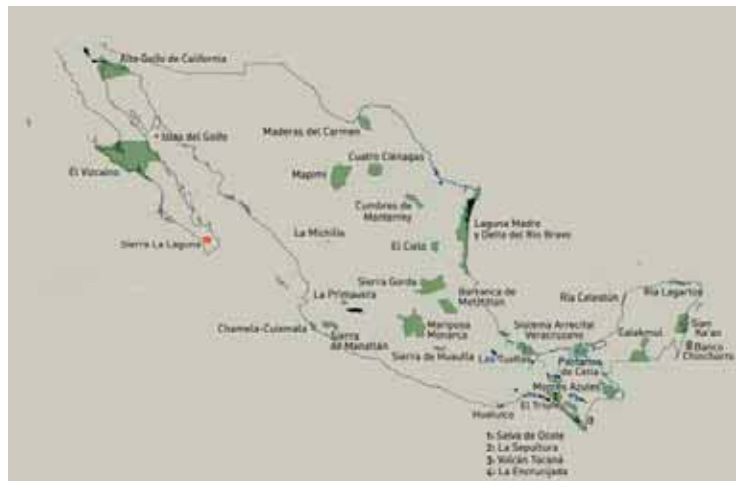 Alto Golfo de California
Islas del Golfo
Maderas del Carmen
Cuatro Ciénagas
Mapimí
El Vizcaíno
Cumbres de
Monterrey
Laguna Madre
y Delta del Río Bravo
La Michilía
Sierra La Laguna
El Cielo
Sierra Gorda
Barranca de
Metztitlán
La Primavera
Ría Celestún
Ría Lagartos
Chamela-Cuixmala
Sierra
de Manatlán
Mariposa
Monarca
Sistema Arrecifal
Veracruzano
Calakmul
Sian
Ka'an
Sierra de Huautla
Los Tuxtlas
Pantanos
de Centla
Banco
Chinchorro
Montes Azules
El Triunfo
Huatulco
1- Selva de Ocote
2- La Sepultura
3- Volcán Tacaná
4- La Encrucijada